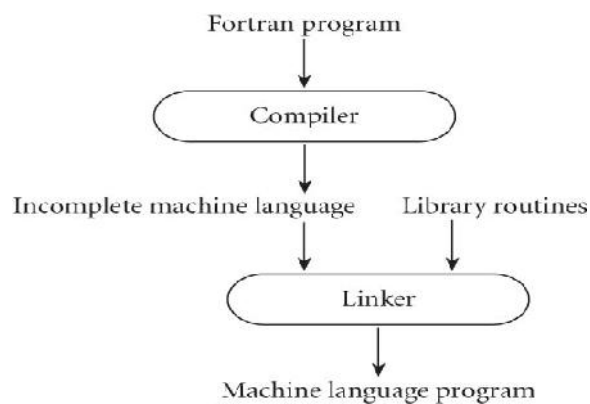 Fortran program
Compiler
Incomplete machine language Library routines
Linker
Machine language program